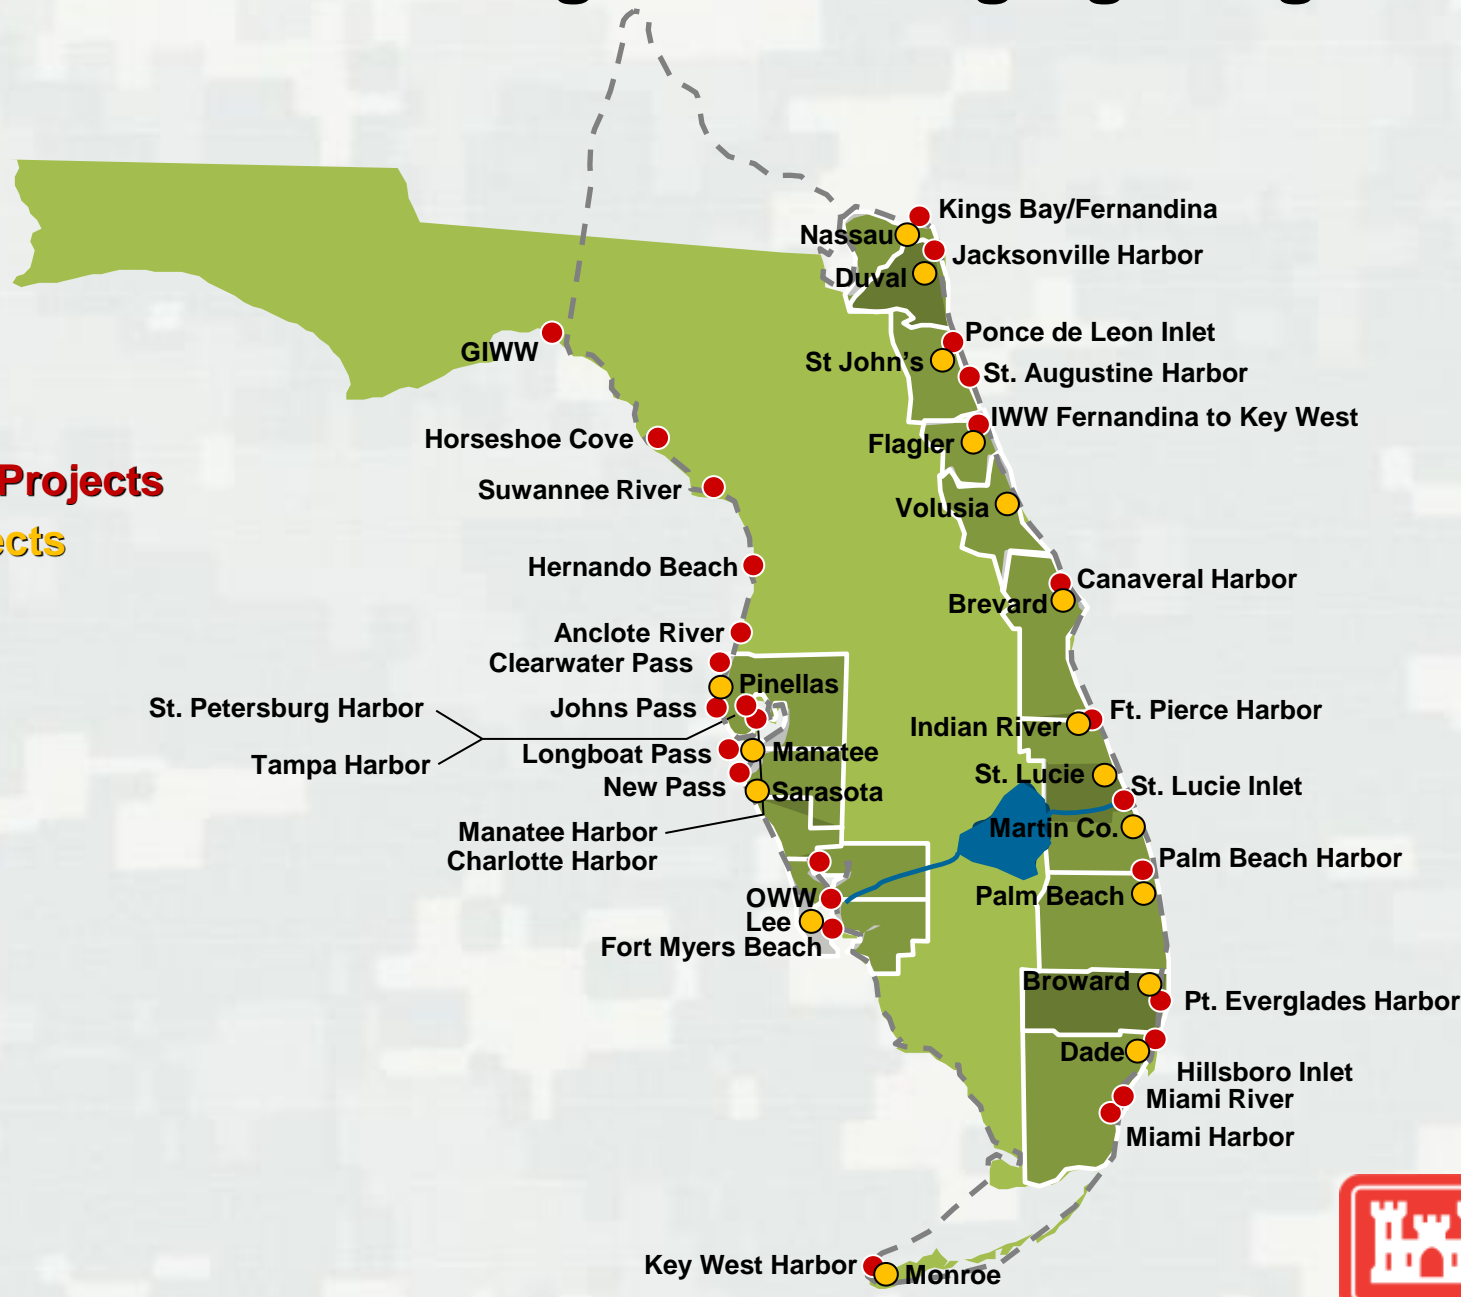 Kings Bay/Fernandina
Nassau
Jacksonville Harbor
Duval
Ponce de Leon Inlet
GIWW
St John's
St. Augustine Harbor
IWW Fernandina to Key West
Horseshoe Cove
Flagler
Projects
Suwannee River
Volusia
ects
Hernando Beach
Canaveral Harbor
Brevard
Anclote River
Clearwater Pass
Pinellas
St. Petersburg Harbor
Johns Pass
Ft. Pierce Harbor
Indian River
Longboat Pass
Manatee
Tampa Harbor
St. Lucie
New Pass
Sarasota
St. Lucie Inlet
Manatee Harbor
Martin Co.
Charlotte Harbor
Palm Beach Harbor
OWW
Palm Beach
Lee
Fort Myers Beach
Broward
Pt. Everglades Harbor
Dade
Hillsboro Inlet
Miami River
Miami Harbor
Key West Harbor
Monroe